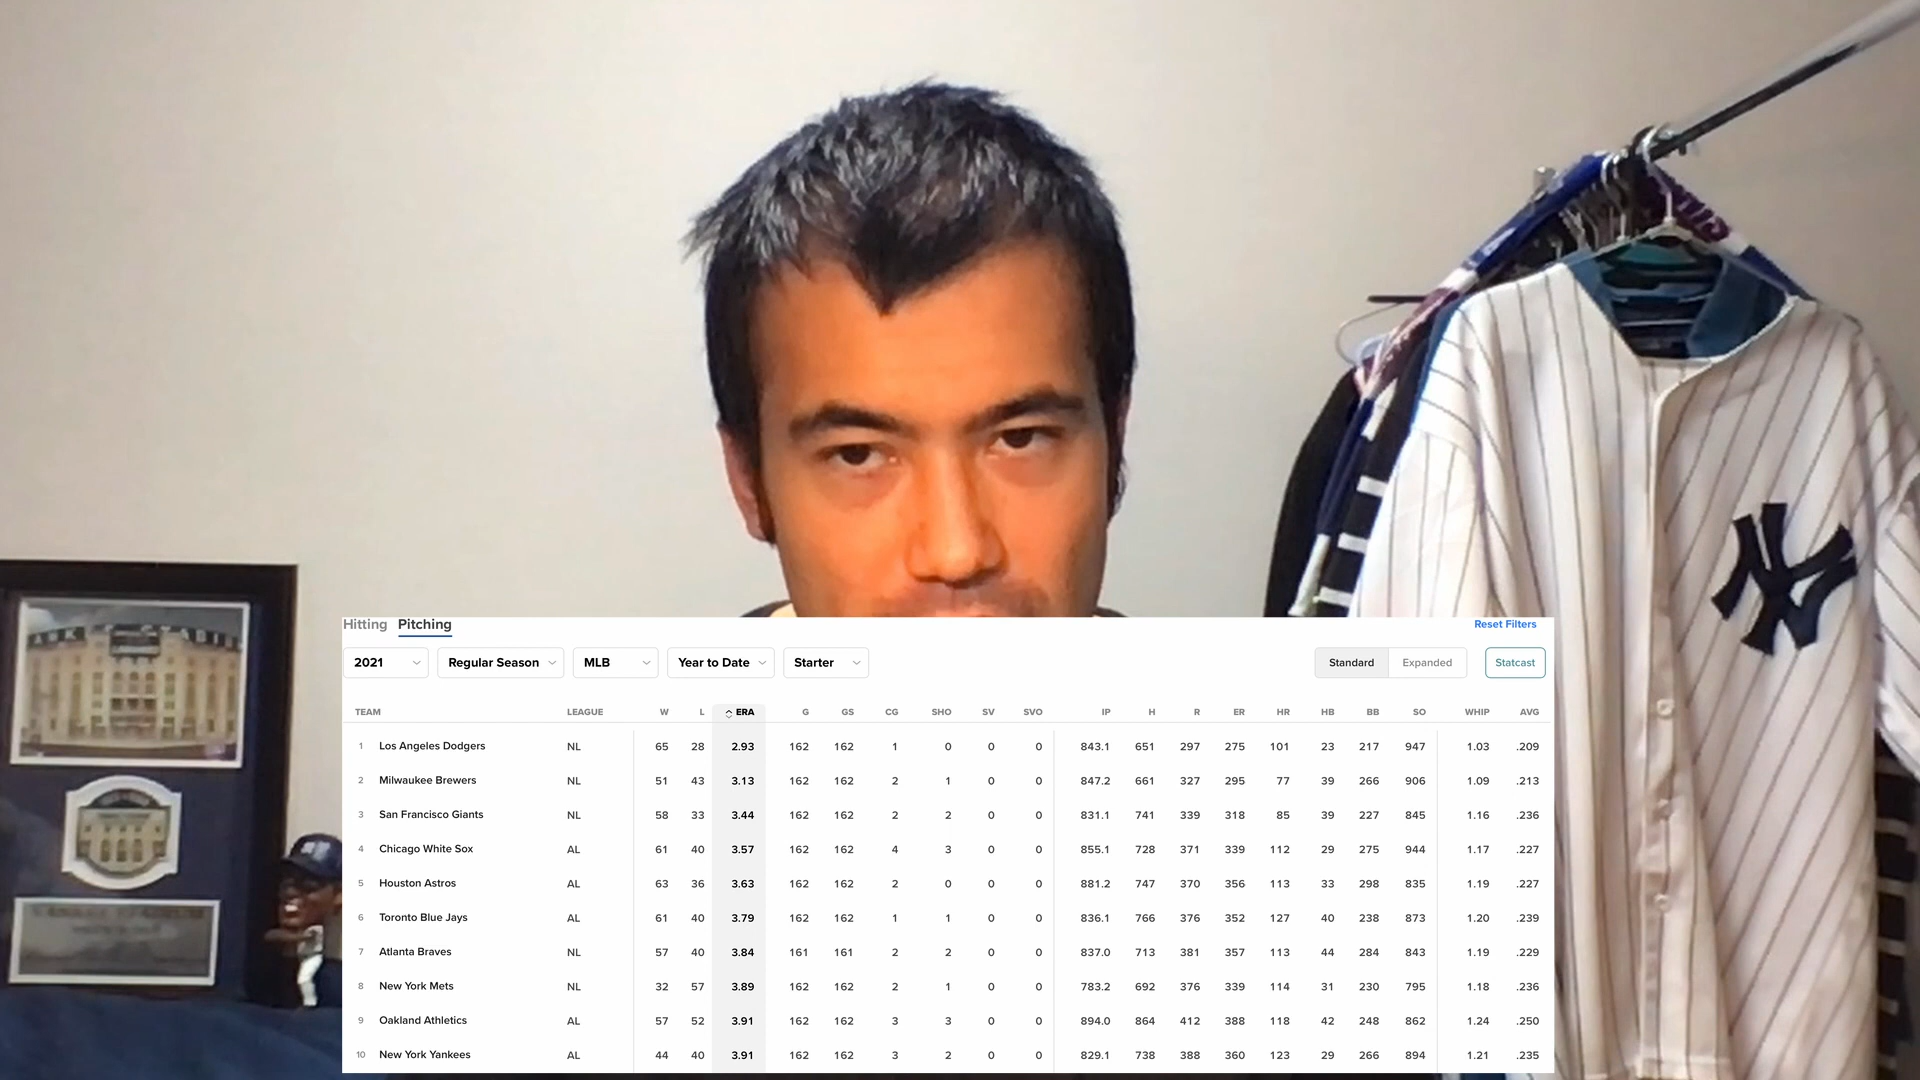 Hitting Pitching Reset Filters
2021 Regular Season MLB Year to Date Starter Standard Expanded Statcast
TEAM LEAGUE W L ERA G GS CG SHO SV SVO IP H R ER HR HB BB SO WHIP AVG
1 Los Angeles Dodgers NL 65 28 2.93 162 162 1 0 0 0 843.1 651 297 275 101 23 217 947 1.03 .209
2 Milwaukee Brewers NL 51 43 3.13 162 162 2 1 0 0 847.2 661 327 295 77 39 266 906 1.09 .213
3 San Francisco Giants NL 58 33 3.44 162 162 2 2 0 0 831.1 741 339 318 85 39 227 845 1.16 .236
4 Chicago White Sox AL 61 40 3.57 162 162 4 3 0 0 855.1 728 371 339 112 29 275 944 1.17 .227
5 Houston Astros AL 63 36 3.63 162 162 2 0 0 0 881.2 747 370 356 113 33 298 835 1.19 .227
6 Toronto Blue Jays AL 61 40 3.79 162 162 1 1 0 0 836.1 766 376 352 127 40 238 873 1.20 .239
7 Atlanta Braves NL 57 40 3.84 161 161 2 2 0 0 837.0 713 381 357 113 44 284 843 1.19 .229
8 New York Mets NL 32 57 3.89 162 162 2 1 0 0 783.2 692 376 339 114 31 230 795 1.18 .236
9 Oakland Athletics AL 57 52 3.91 162 162 3 3 0 0 894.0 864 412 388 118 42 248 862 1.24 .250
10 New York Yankees AL 44 40 3.91 162 162 3 2 0 0 829.1 738 388 360 123 29 266 894 1.21 .235
NY